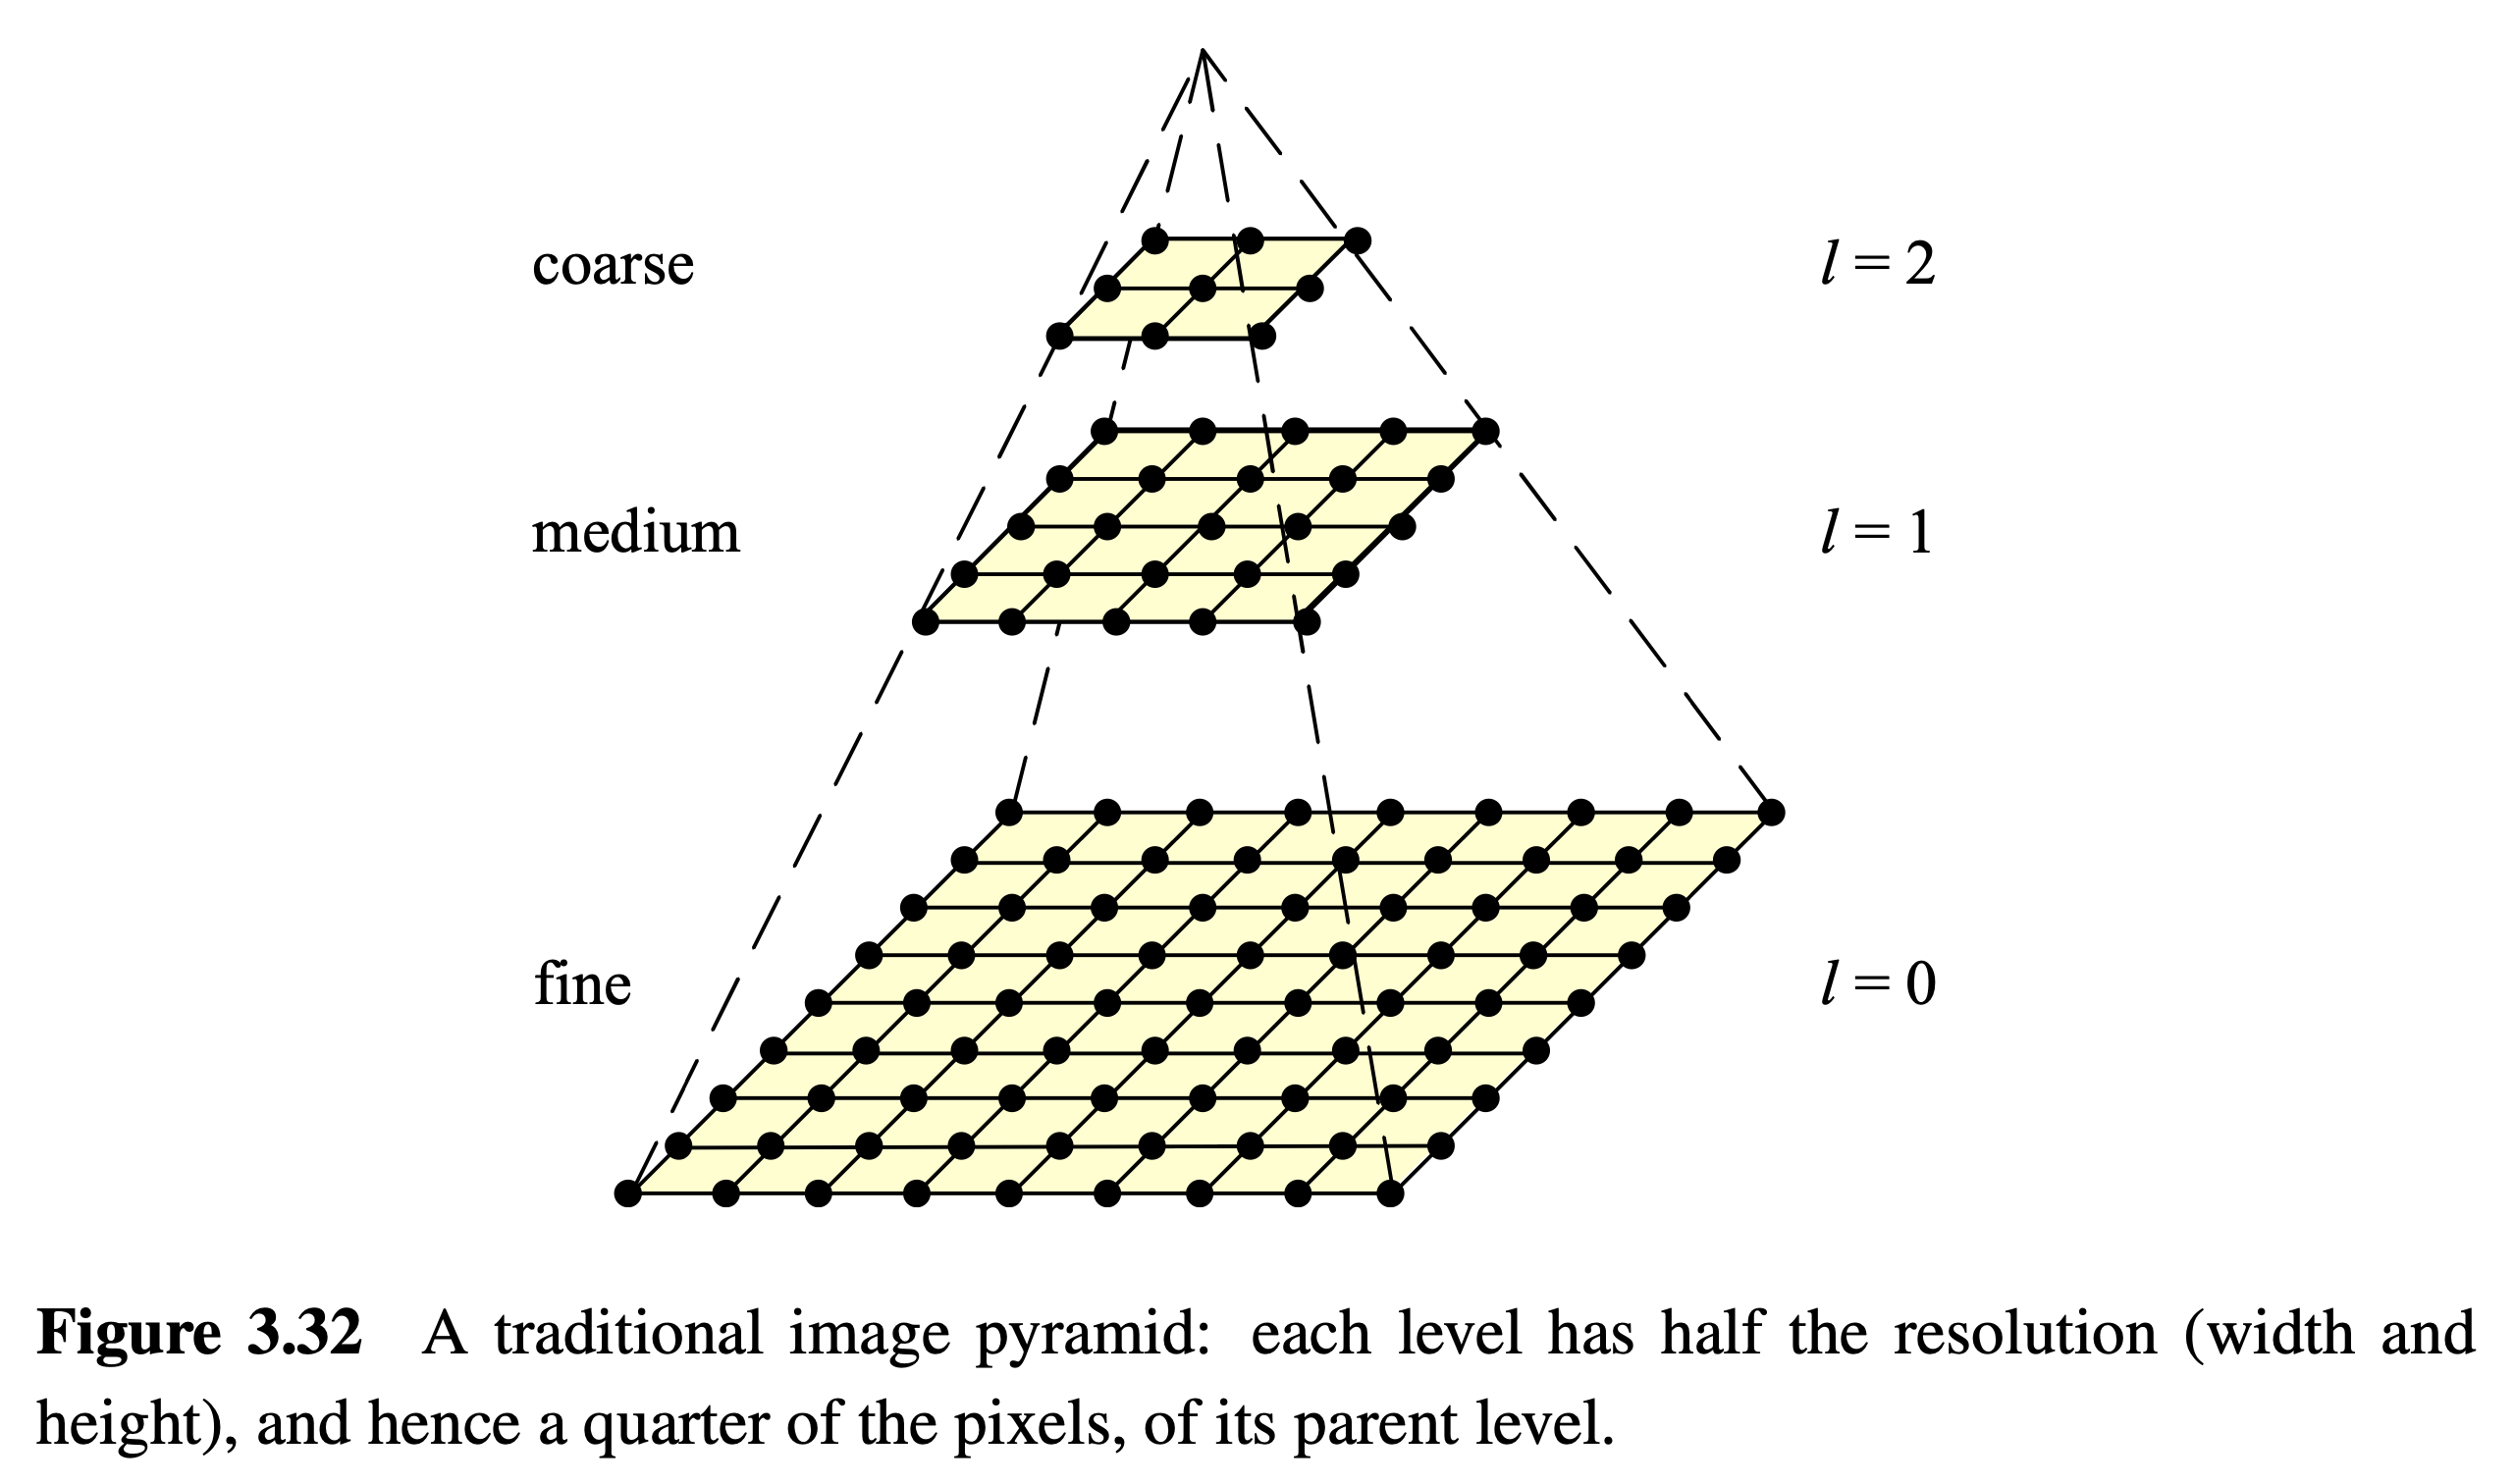 coarse
l = 2
medium
l = 1
fine
l = 0
Figure 3.32 A traditional image pyramid: each level has half the resolution (width and
height), and hence a quarter of the pixels, of its parent level.